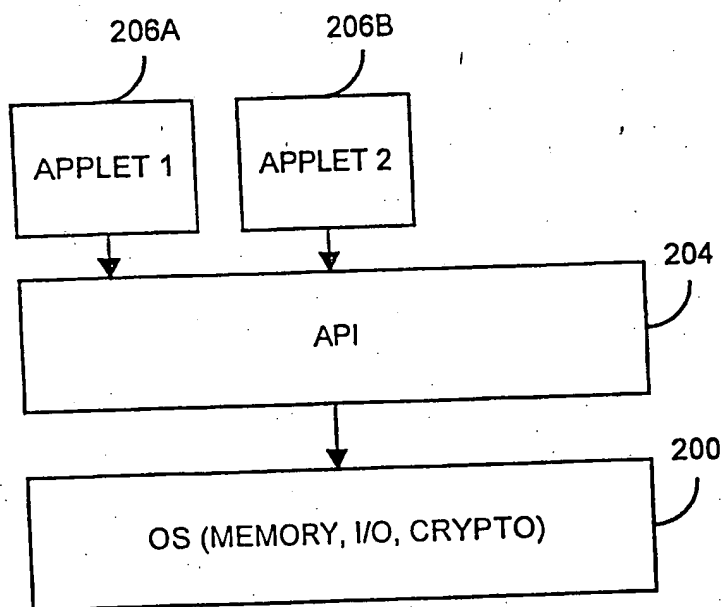 206A
206B
APPLET 1
APPLET 2
204
API
200
OS (MEMORY, I/O, CRYPTO)